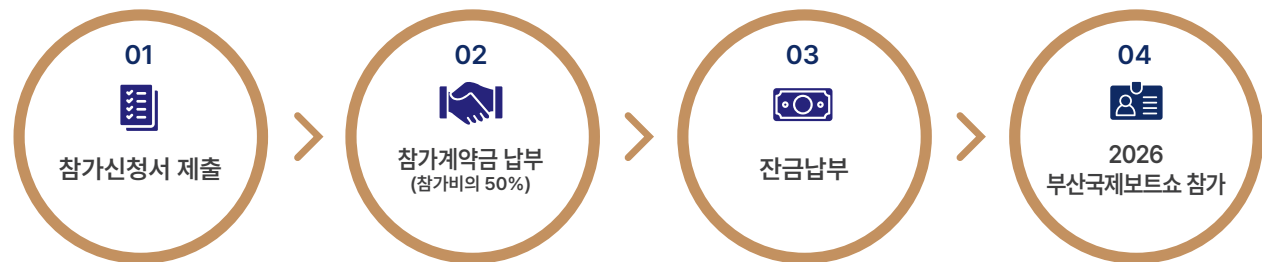 01
참가신청서 제출
02
참가계약금 납부
(참가비의 50%)
03
잔금납부
04
2026
부산국제보트쇼 참가